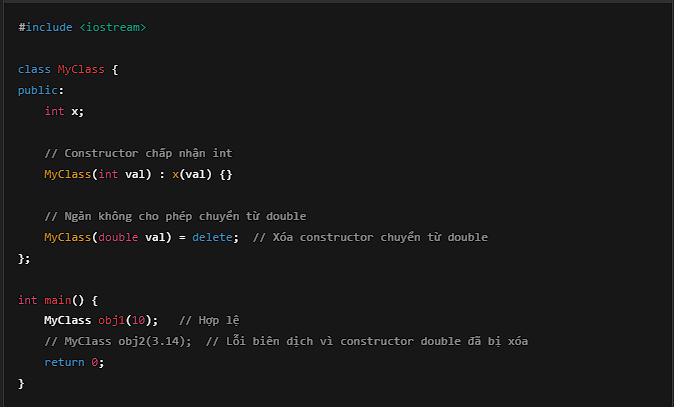 #include <iostream>
class MyClass {
public:
int x;
// Constructor chấp nhận int
MyClass(int val) : x(val) {}
// Ngăn không cho phép chuyển từ double
MyClass(double val) = delete;  // Xóa constructor chuyển từ double
};
int main() {
MyClass obj1(10);   // Hợp lệ
// MyClass obj2(3.14);  // Lỗi biên dịch vì constructor double đã bị xóa
return 0;
}